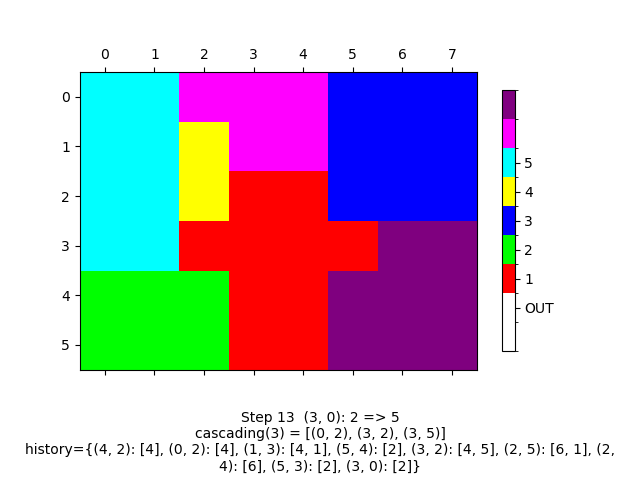 0 1 2 3 4 5 6 7
0
1
2
3
4
5
5
4
3
2
1
OUT
Step 13  (3, 0): 2 => 5
cascading(3) = [(0, 2), (3, 2), (3, 5)]
history={(4, 2): [4], (0, 2): [4], (1, 3): [4, 1], (5, 4): [2], (3, 2): [4, 5], (2, 5): [6, 1], (2,
4): [6], (5, 3): [2], (3, 0): [2]}